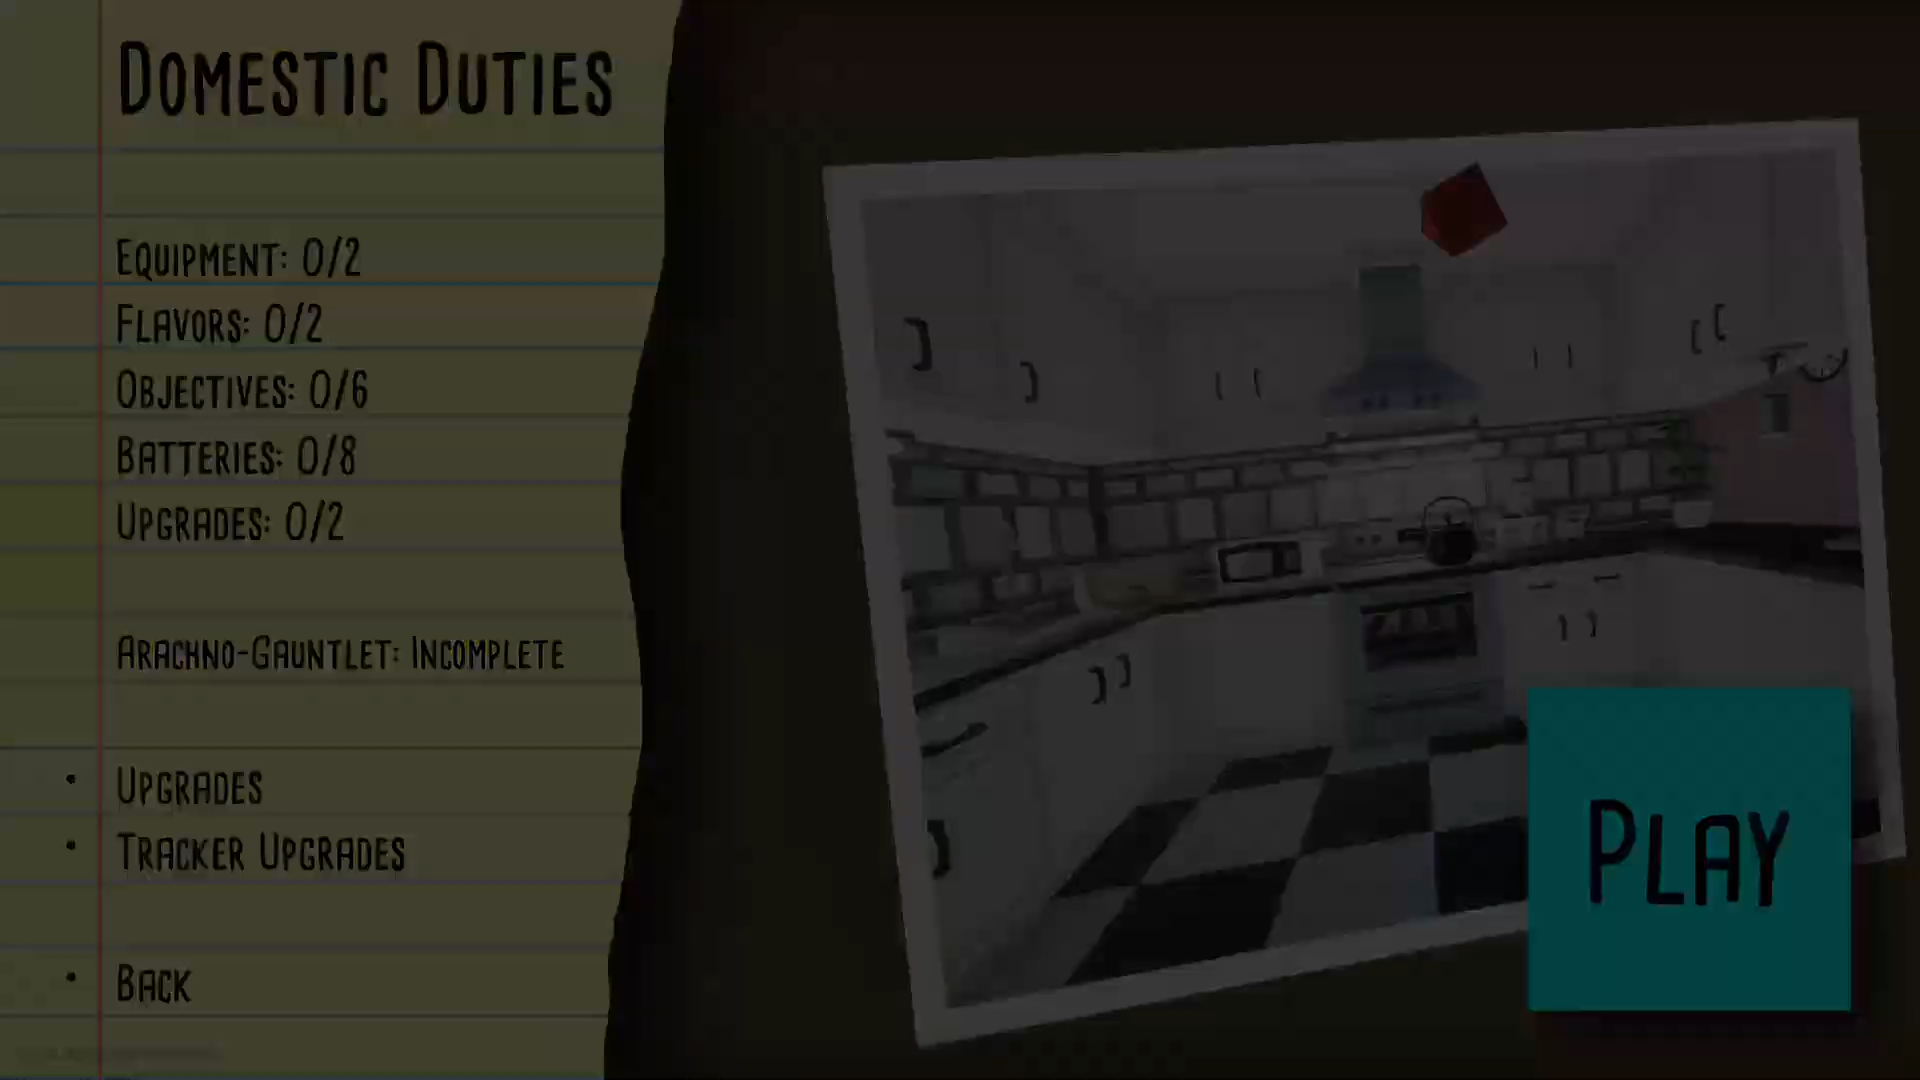 Domestic Duties
Equipment: 0/2
Flavors: 0/2
Objectives: 0/6
Batteries: 0/8
Upgrades: 0/2
Arachno-Gauntlet: Incomplete
• Upgrades
• Tracker Upgrades
• Back
Play